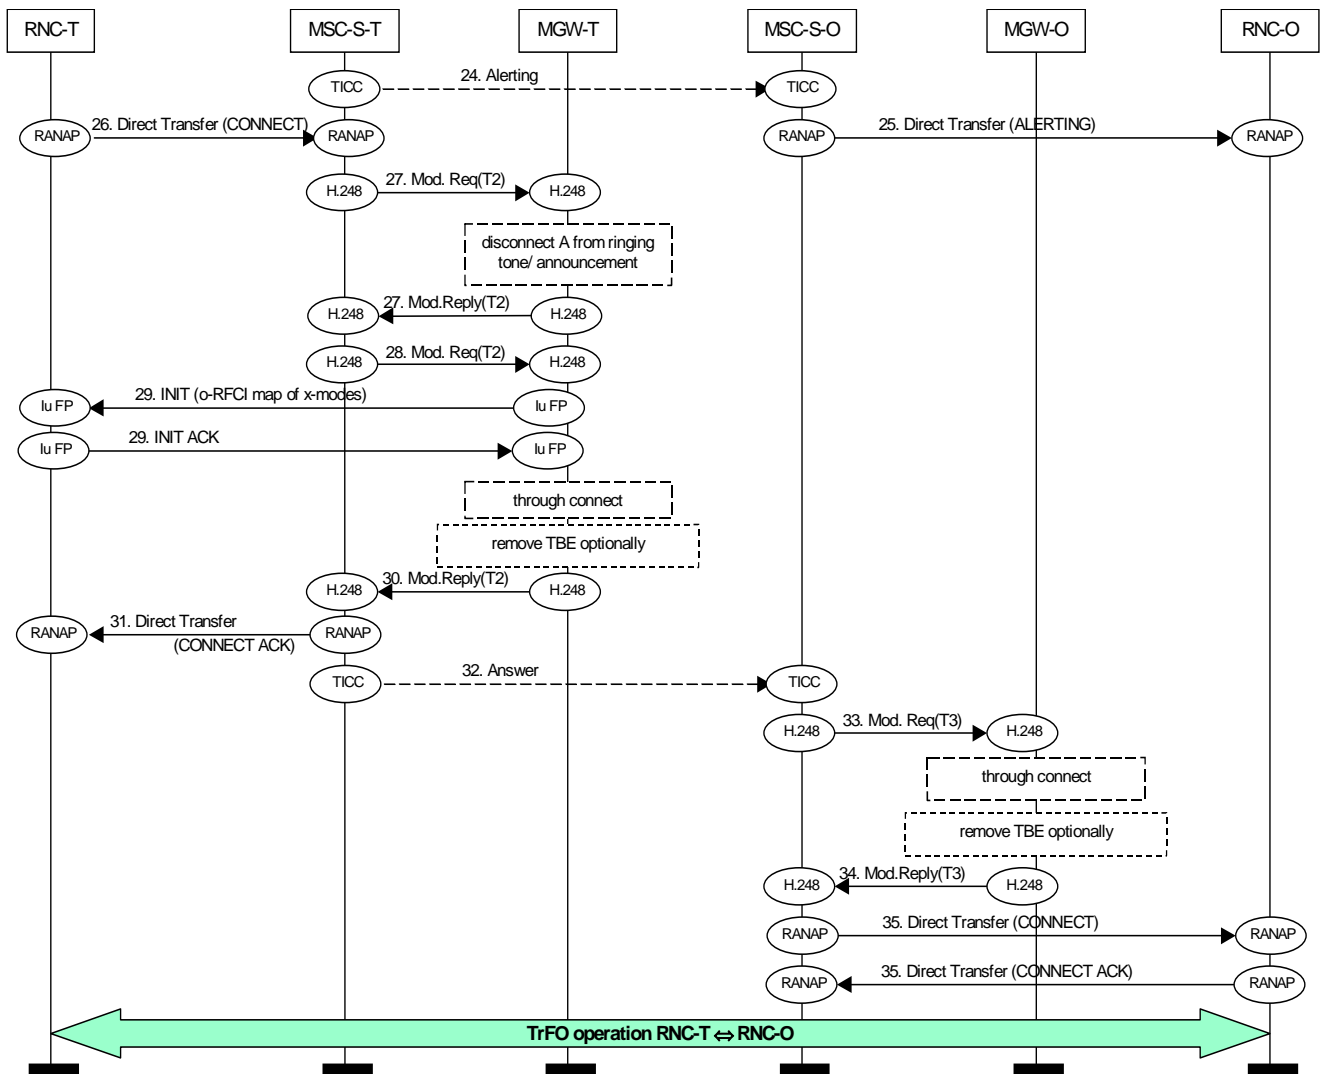 RNC-T
MSC-S-T
MGW-T
MSC-S-O
MGW-O
RNC-O
TICC
24. Alerting
TICC
RANAP
26. Direct Transfer (CONNECT)
RANAP
RANAP
25. Direct Transfer (ALERTING)
RANAP
H.248
27. Mod. Req(T2)
H.248
disconnect A from ringing
tone/ announcement
H.248
27. Mod.Reply(T2)
H.248
H.248
28. Mod. Req(T2)
H.248
Iu FP
29. INIT (o-RFCI map of x-modes)
Iu FP
Iu FP
29. INIT ACK
Iu FP
through connect
remove TBE optionally
H.248
30. Mod.Reply(T2)
H.248
RANAP
31. Direct Transfer
(CONNECT ACK)
RANAP
TICC
32. Answer
TICC
H.248
33. Mod. Req(T3)
H.248
through connect
remove TBE optionally
H.248
34. Mod.Reply(T3)
H.248
RANAP
35. Direct Transfer (CONNECT)
RANAP
RANAP
35. Direct Transfer (CONNECT ACK)
RANAP
TrFO operation RNC-T ⇔ RNC-O